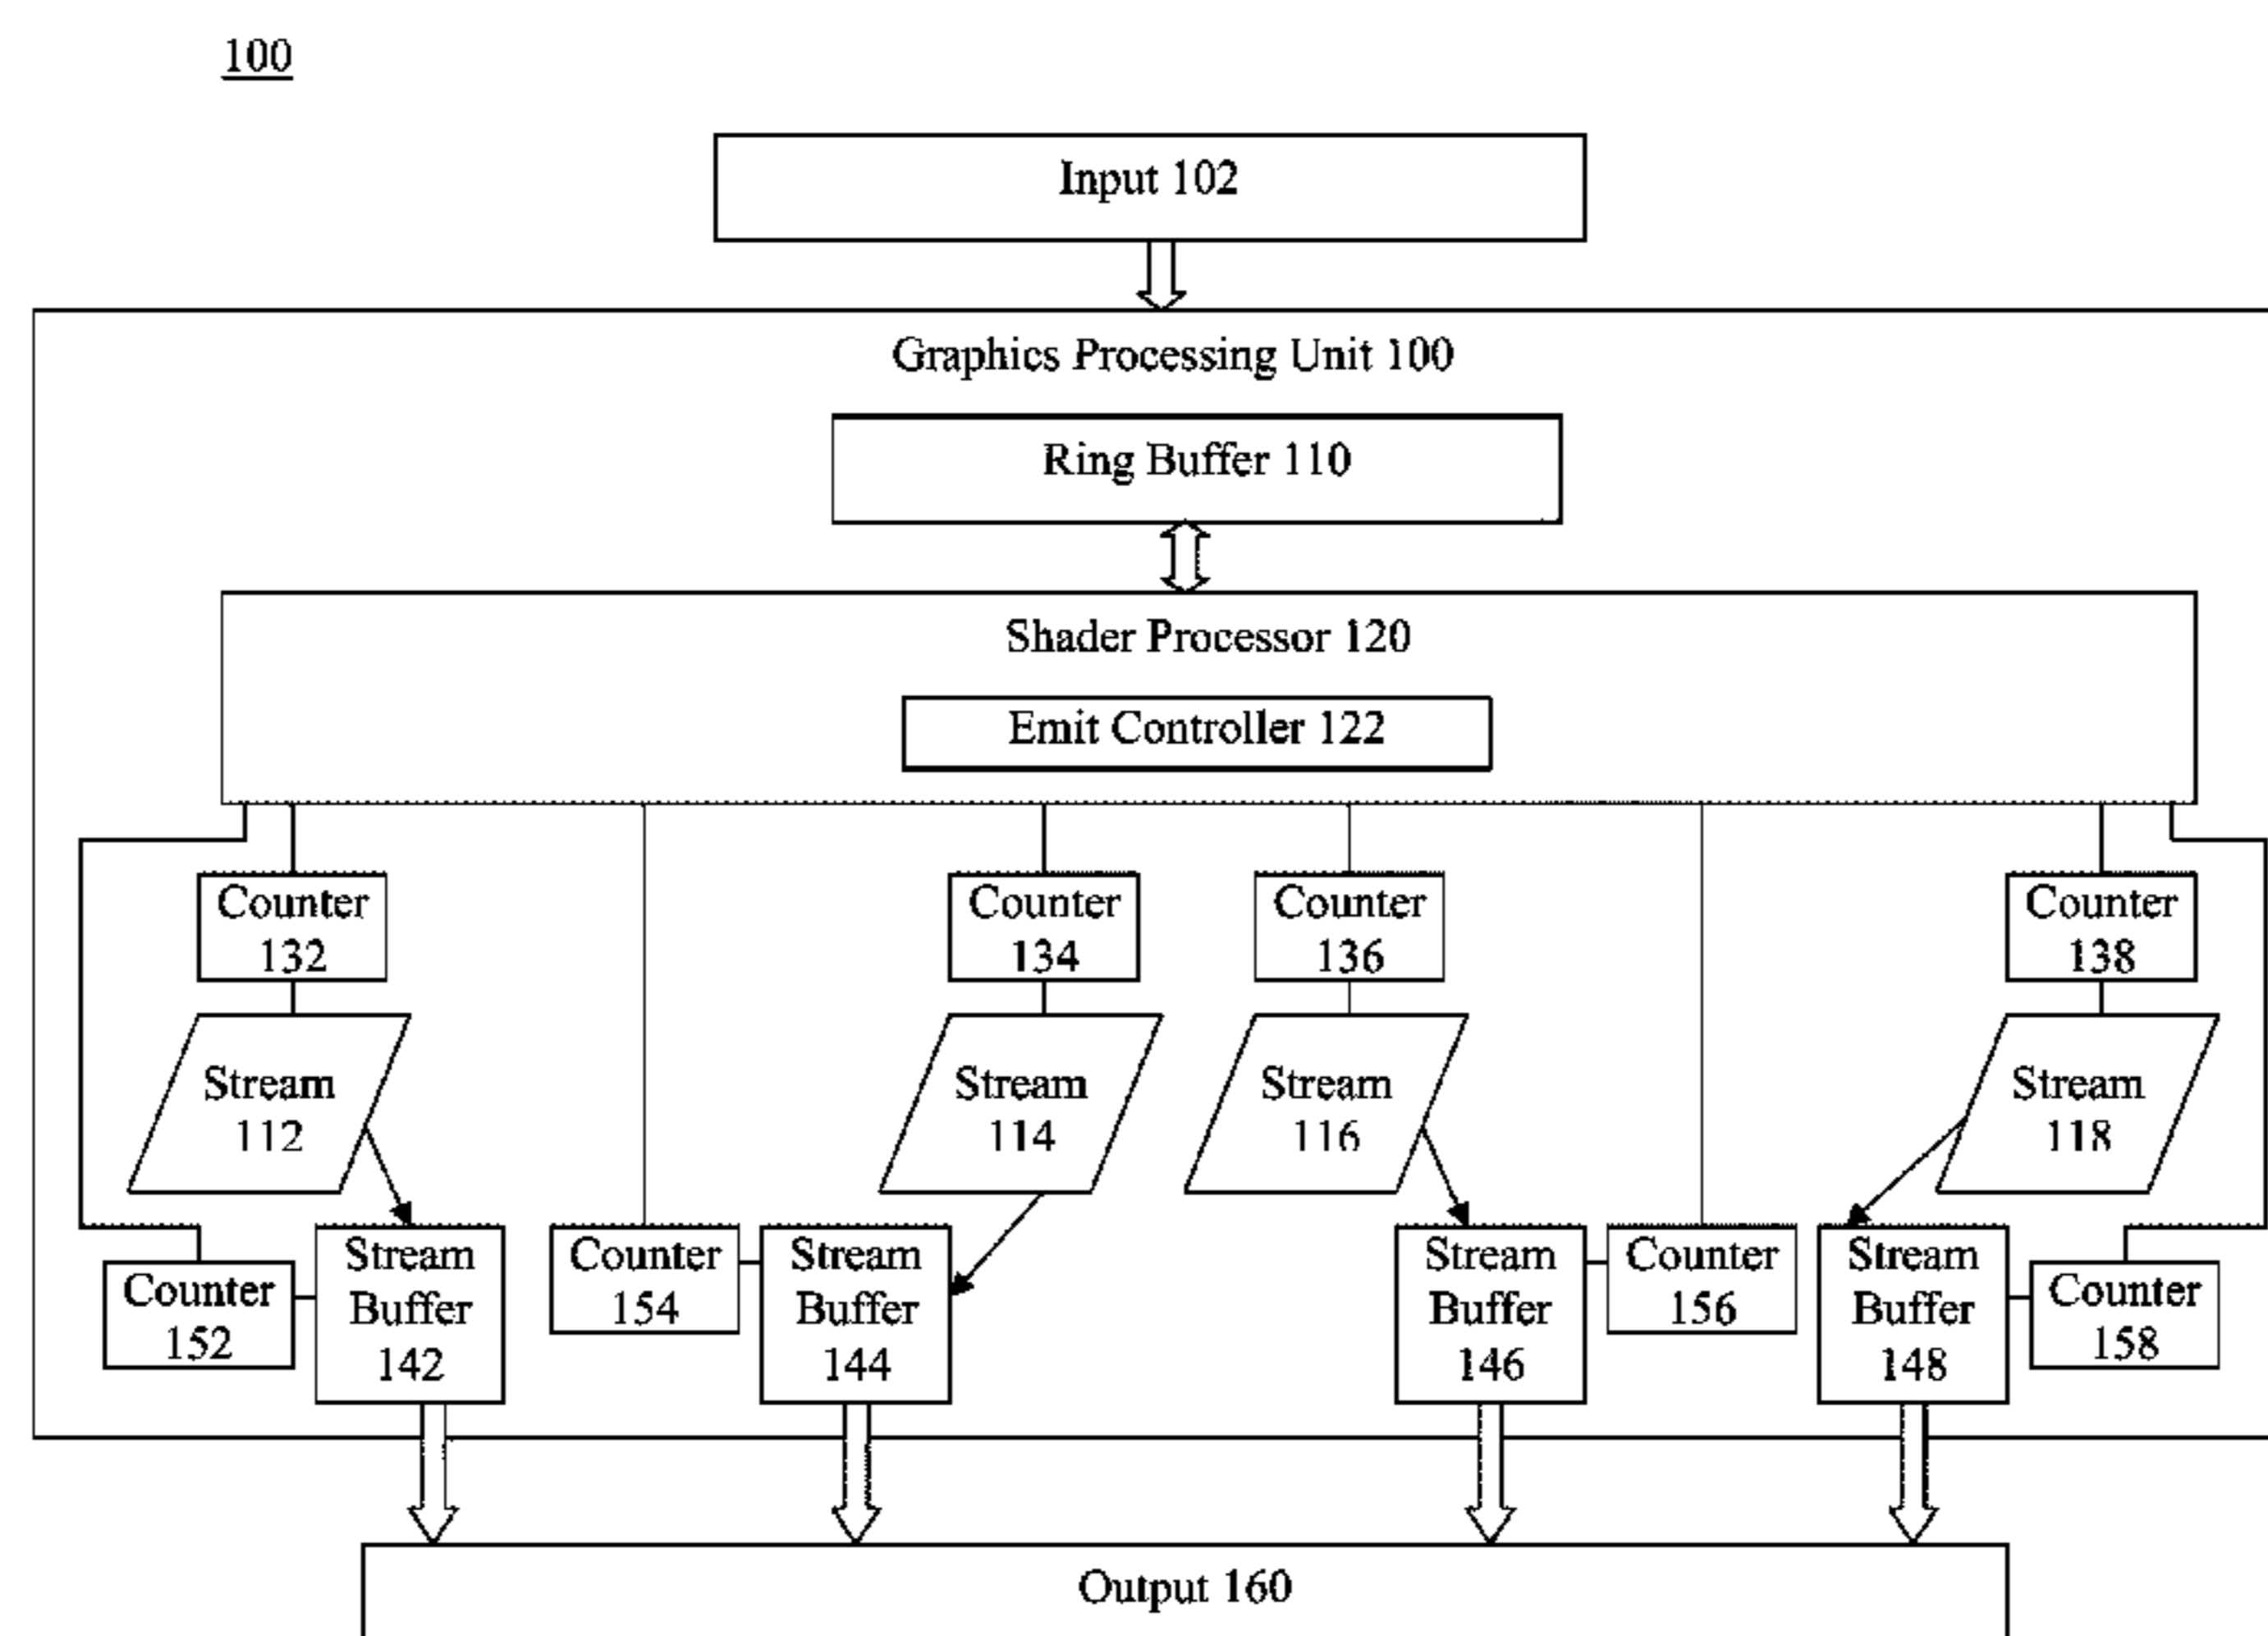 100
Input 102
Graphics Processing Unit 100
Ring Buffer 110
Shader Processor 120
Emit Controller 122
Counter
132
Counter
134
Counter
136
Counter
138
Stream
112
Stream
114
Stream
116
Stream
118
Counter
152
Stream
Buffer
142
Counter
154
Stream
Buffer
144
Stream
Buffer
146
Counter
156
Stream
Buffer
148
Counter
158
Output 160